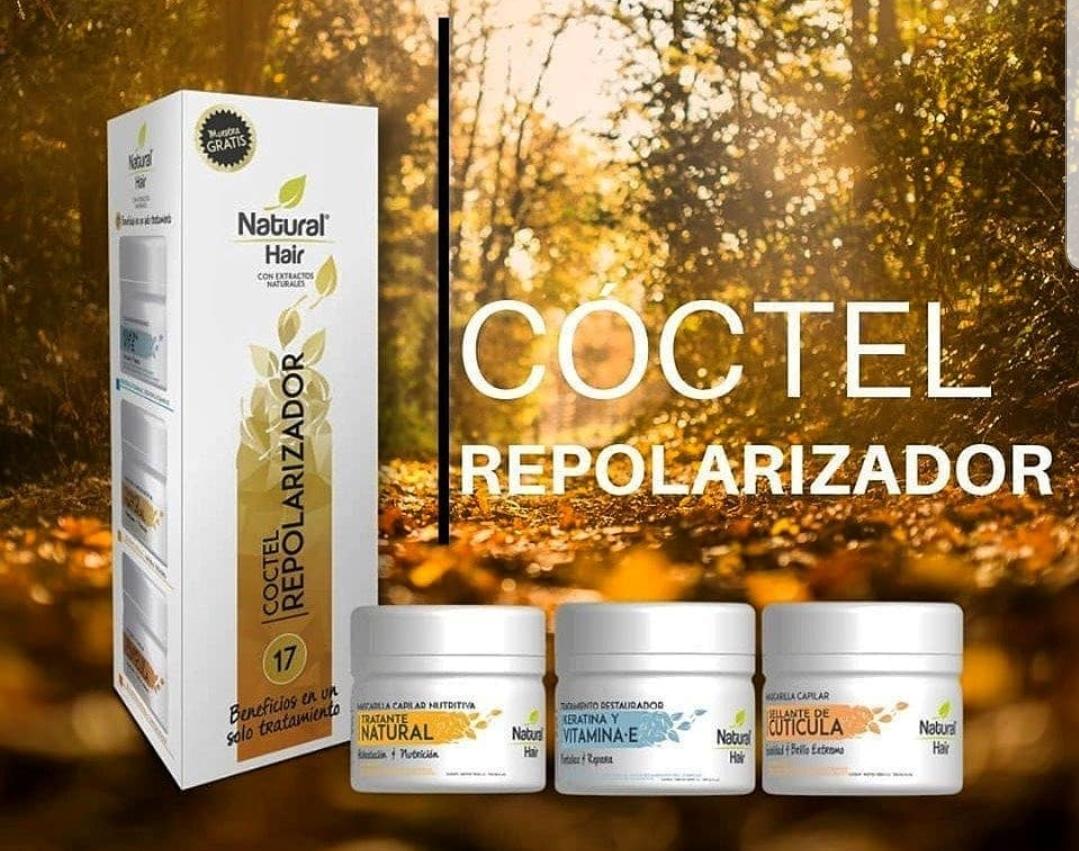 Muestra
GRATIS
Natural®
Hair
CON EXTRACTOS
NATURALES
COCTEL
REPOLARIZADOR
17
Beneficios en un
solo tratamiento
Natural
Hair
CÓCTEL
REPOLARIZADOR
MASCARILLA CAPILAR NUTRITIVA
TRATANTE
NATURAL
Hidratación + Nutrición
Natural
Hair
TRATAMIENTO RESTAURADOR
KERATINA Y
VITAMINA·E
Fortalece + Repara
Natural
Hair
MASCARILLA CAPILAR
SELLANTE DE
CUTÍCULA
+ Brillo Extremo
Natural
Hair